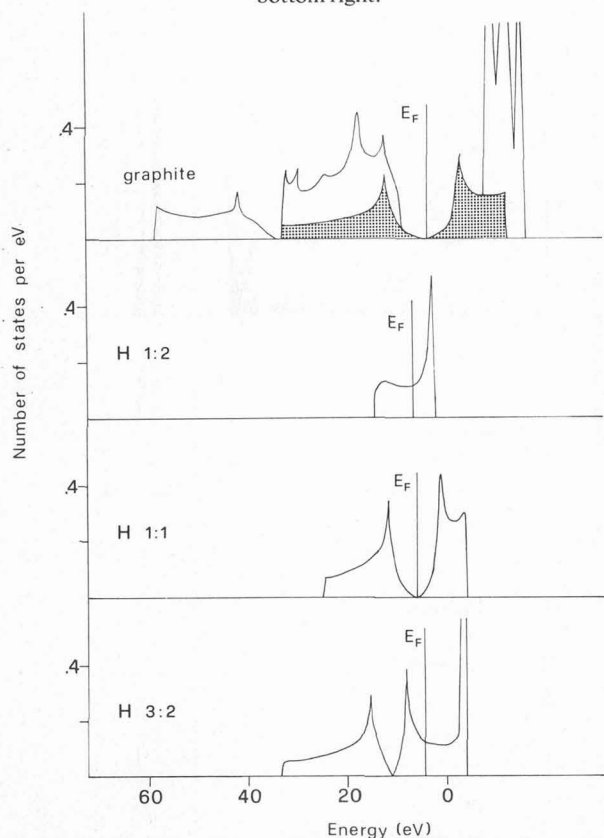 bottom right.
.4
graphite
E_F
.4
H 1:2
E_F
.4
H 1:1
E_F
.4
H 3:2
E_F
60 40 20 0
Energy (eV)
Number of states per eV.